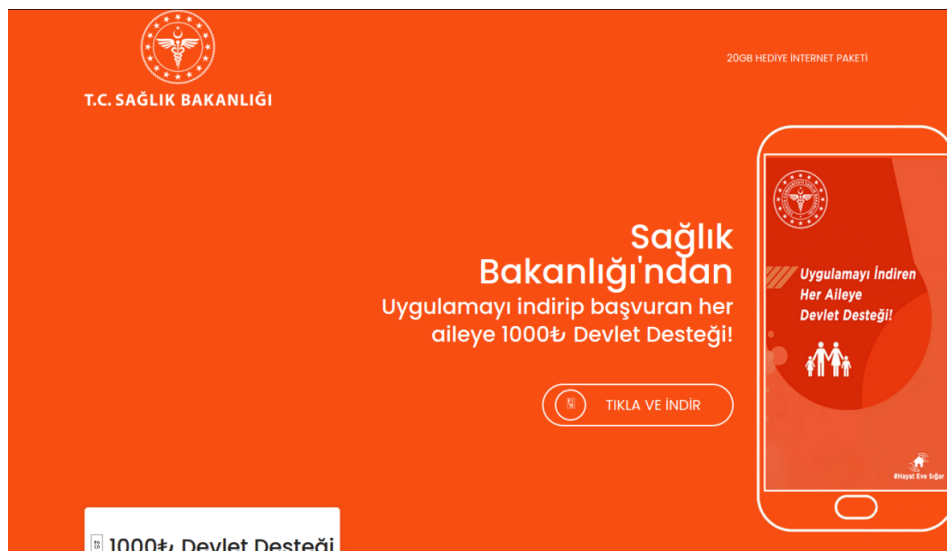 T.C. SAĞLIK BAKANLIĞI
20GB HEDİYE İNTERNET PAKETİ
Sağlık
Bakanlığı'ndan
Uygulamayı indirip başvuran her
aileye 1000₺ Devlet Desteği!
TIKLA VE İNDİR
Uygulamayı İndiren
Her Aileye
Devlet Desteği!
#Hayat Eve Sığar
1000₺ Devlet Desteği